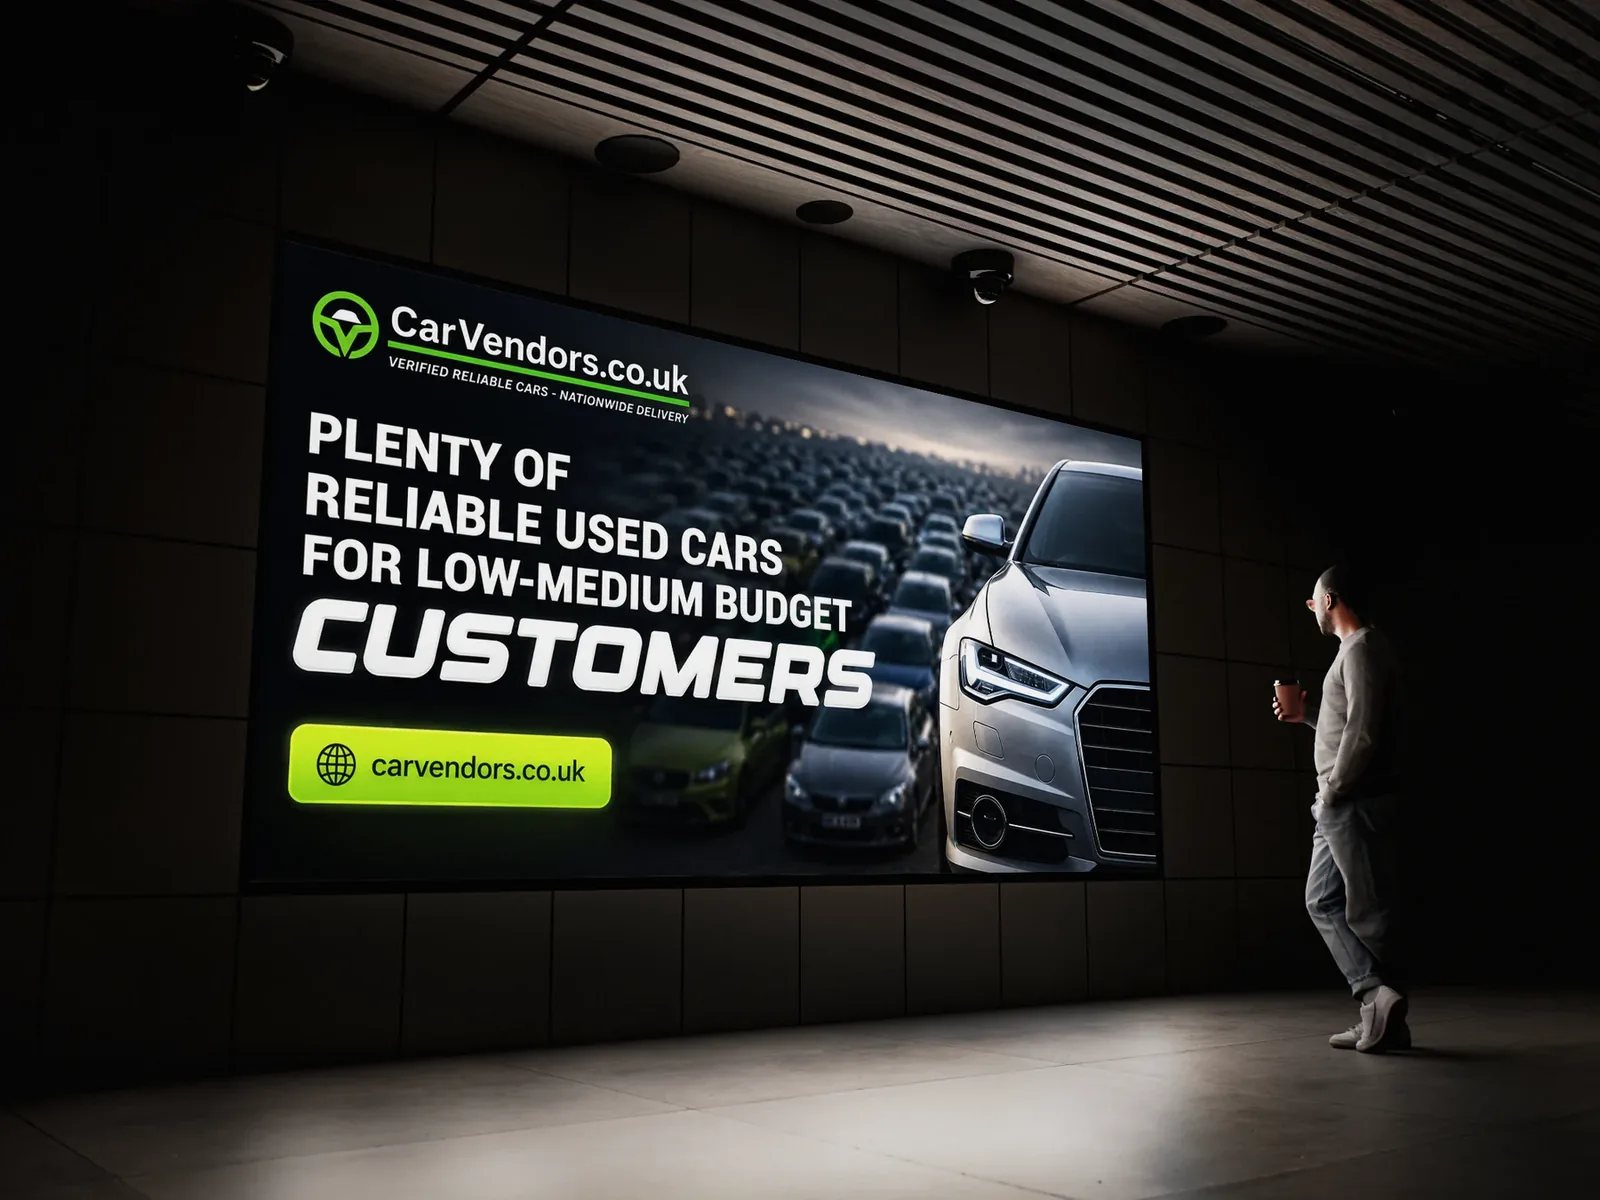 CarVendors.co.uk
VERIFIED RELIABLE CARS - NATIONWIDE DELIVERY
PLENTY OF
RELIABLE USED CARS
FOR LOW-MEDIUM BUDGET
CUSTOMERS
carvendors.co.uk